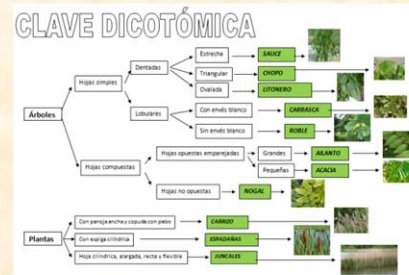 CLAVE DICOTÓMICA
Árboles
Hojas simples
Dentadas
Estrecha
SAUCE
Triangular
CHOPO
Ovalada
LITONERO
Lobulares
Con envés blanco
CARRASCA
Sin envés blanco
ROBLE
Hojas compuestas
Hojas opuestas emparejadas
Grandes
AILANTO
Pequeñas
ACACIA
Hojas no opuestas
NOGAL
Plantas
Con panoja ancha y copuda con pelos
CARRIZO
Con espiga cilíndrica
ESPADAÑAS
Hoja cilíndrica, alargada, recta y flexible
JUNCALES